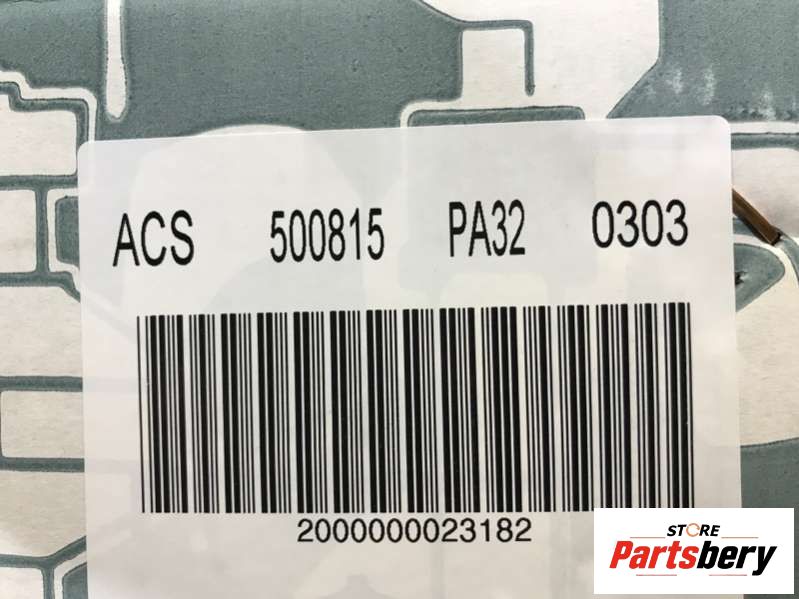 ACS 500815 PA32 0303
2000000023182
STORE
Partsbery